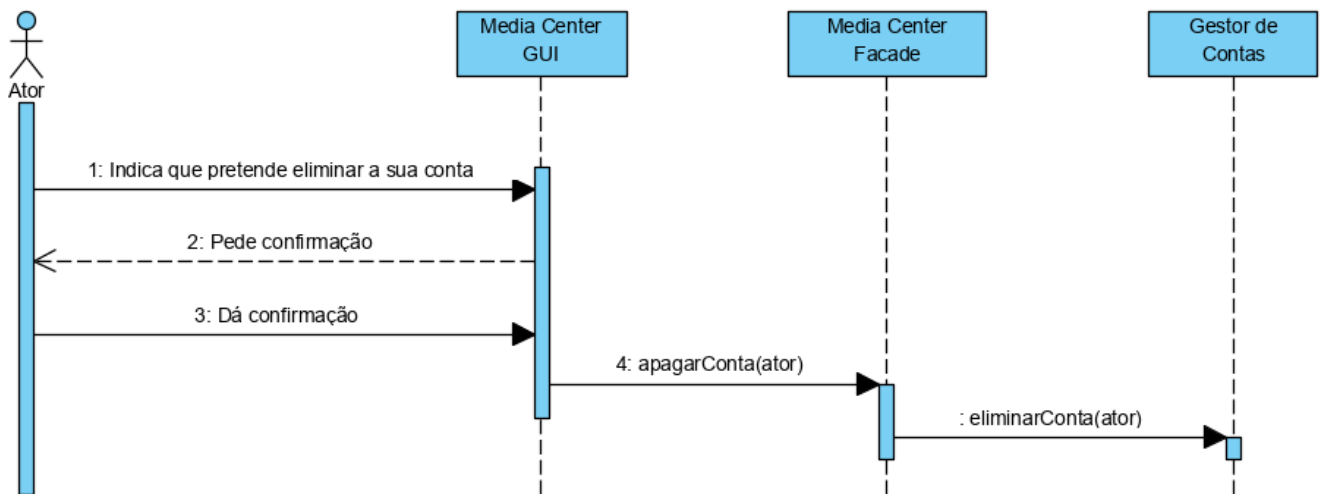 Media Center
GUI
Media Center
Facade
Gestor de
Contas
Ator
1: Indica que pretende eliminar a sua conta
2: Pede confirmação
3: Dá confirmação
4: apagarConta(ator)
: eliminarConta(ator)